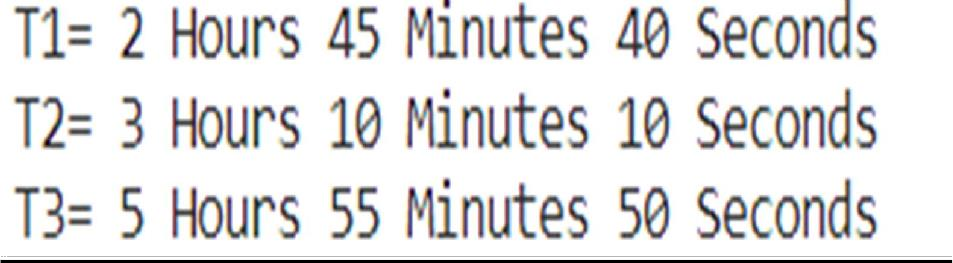 T1= 2 Hours 45 Minutes 40 Seconds
T2= 3 Hours 10 Minutes 10 Seconds
T3= 5 Hours 55 Minutes 50 Seconds